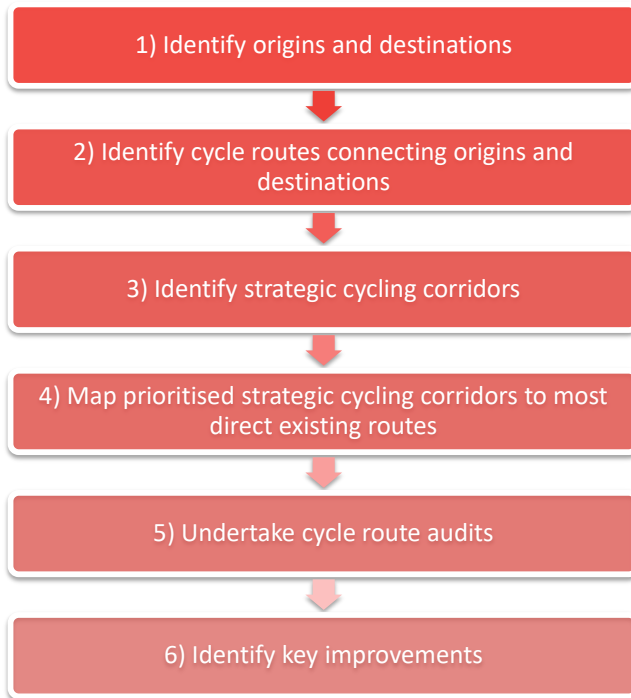 1) Identify origins and destinations
2) Identify cycle routes connecting origins and
destinations
3) Identify strategic cycling corridors
4) Map prioritised strategic cycling corridors to most
direct existing routes
5) Undertake cycle route audits
6) Identify key improvements